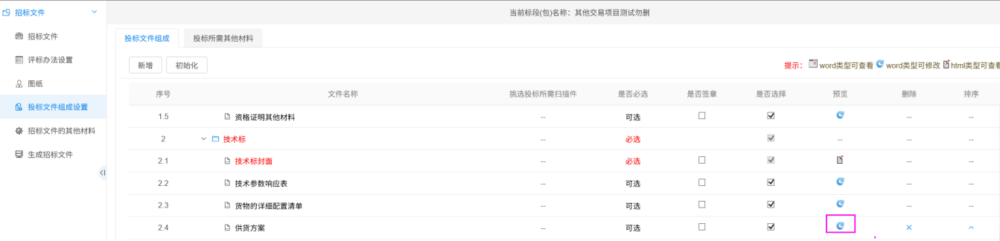 招标文件
当前标段(包)名称：其他交易项目测试勿删
招标文件
评标办法设置
图纸
投标文件组成设置
招标文件的其他材料
生成招标文件
投标文件组成 投标所需其他材料
新增 初始化
提示： word类型可查看 word类型可修改 html类型可查看
序号 文件名称 挑选投标所需扫描件 是否必选 是否签章 是否选择 预览 删除 排序
1.5 资格证明其他材料 -- 可选 -- --
2 技术标 -- 必选 -- -- --
2.1 技术标封面 -- 必选 -- --
2.2 技术参数响应表 -- 可选 -- --
2.3 货物的详细配置清单 -- 可选 -- --
2.4 供货方案 -- 可选